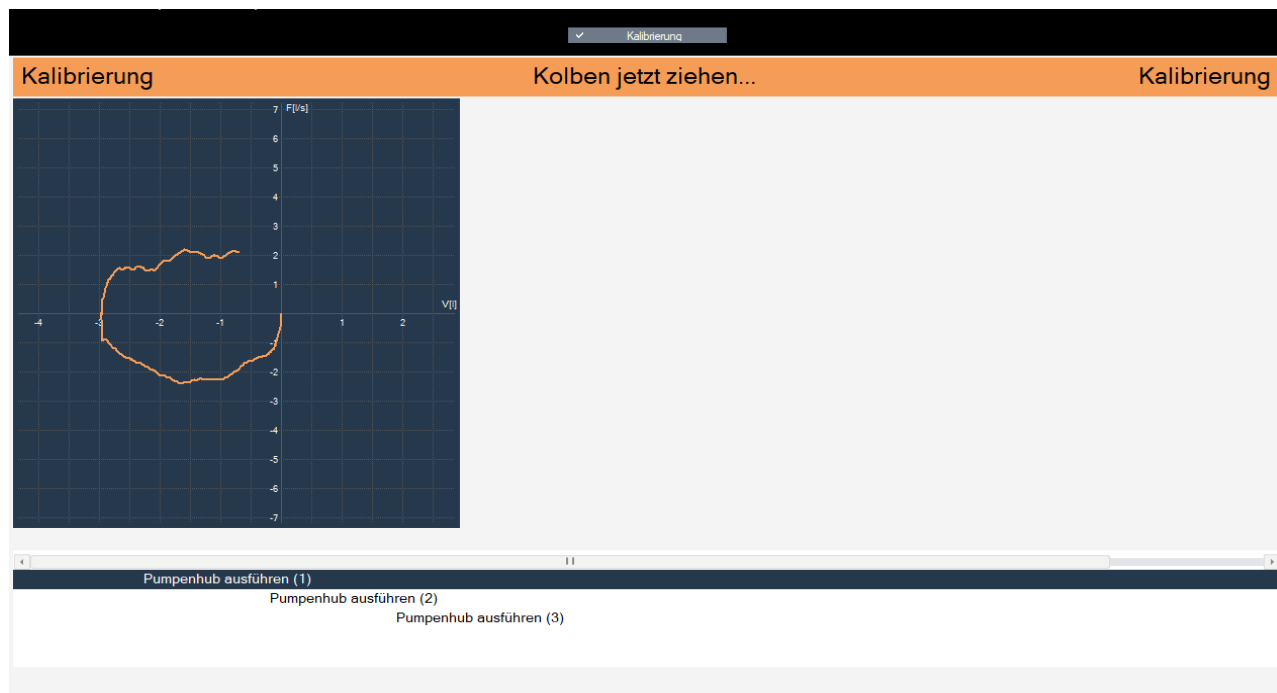 Kalibrierung
Kalibrierung Kolben jetzt ziehen... Kalibrierung
7 F[l/s]
6
5
4
3
2
1
V[l]
-4 -3 -2 -1 1 2
-1
-2
-3
-4
-5
-6
-7
Pumpenhub ausführen (1)
Pumpenhub ausführen (2)
Pumpenhub ausführen (3)